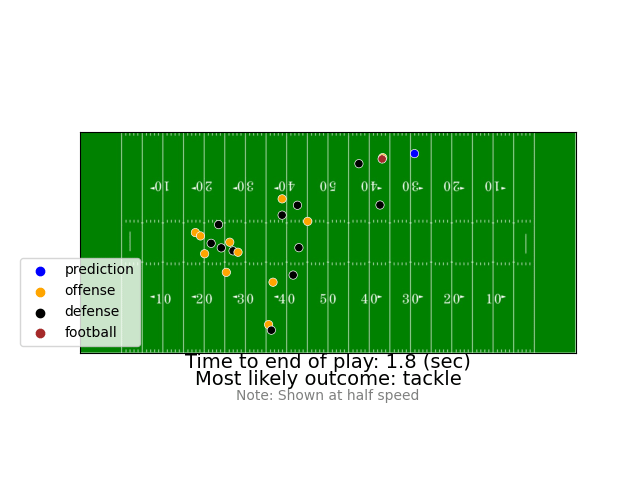 10 20 30 40 50 40 30 20 10
10 20 30 40 50 40 30 20 10
prediction
offense
defense
football
Time to end of play: 1.8 (sec)
Most likely outcome: tackle
Note: Shown at half speed